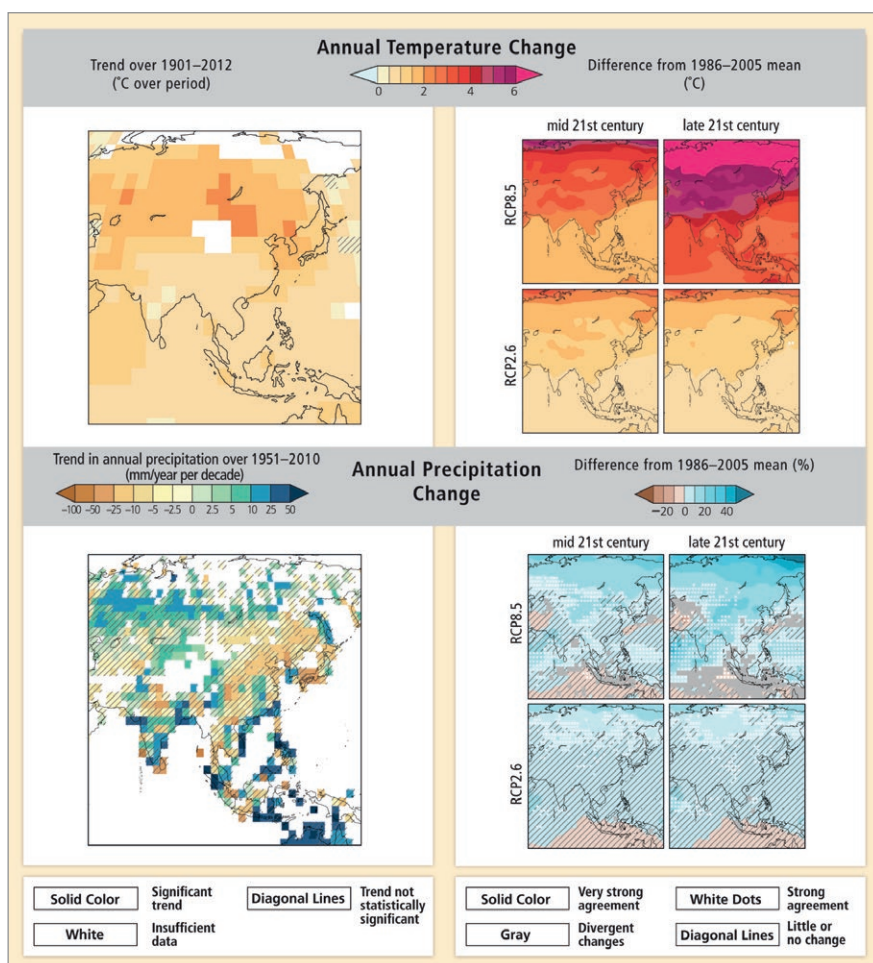 Annual Temperature Change
Trend over 1901–2012
(˚C over period)
0 2 4 6
Difference from 1986–2005 mean
(˚C)
mid 21st century
late 21st century
RCP8.5
RCP2.6
Trend in annual precipitation over 1951–2010
(mm/year per decade)
−100 −50 −25 −10 −5 −2.5 0 2.5 5 10 25 50
Annual Precipitation
Change
Difference from 1986–2005 mean (%)
−20 0 20 40
mid 21st century
late 21st century
RCP8.5
RCP2.6
Solid Color
Significant
trend
Diagonal Lines
Trend not
statistically
significant
White
Insufficient
data
Solid Color
Very strong
agreement
White Dots
Strong
agreement
Gray
Divergent
changes
Diagonal Lines
Little or
no change